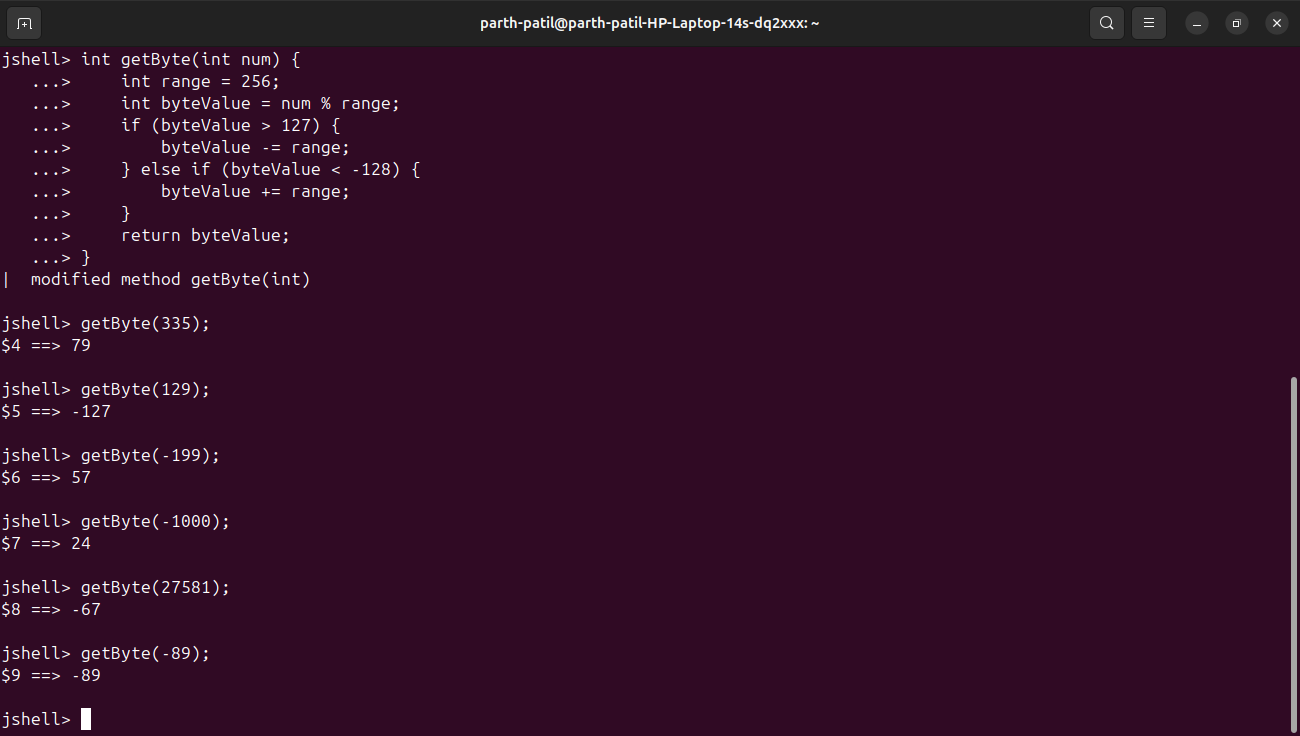 parth-patil@parth-patil-HP-Laptop-14s-dq2xxx: ~
jshell> int getByte(int num) {
   ...>     int range = 256;
   ...>     int byteValue = num % range;
   ...>     if (byteValue > 127) {
   ...>         byteValue -= range;
   ...>     } else if (byteValue < -128) {
   ...>         byteValue += range;
   ...>     }
   ...>     return byteValue;
   ...> }
|  modified method getByte(int)

jshell> getByte(335);
$4 ==> 79

jshell> getByte(129);
$5 ==> -127

jshell> getByte(-199);
$6 ==> 57

jshell> getByte(-1000);
$7 ==> 24

jshell> getByte(27581);
$8 ==> -67

jshell> getByte(-89);
$9 ==> -89

jshell>